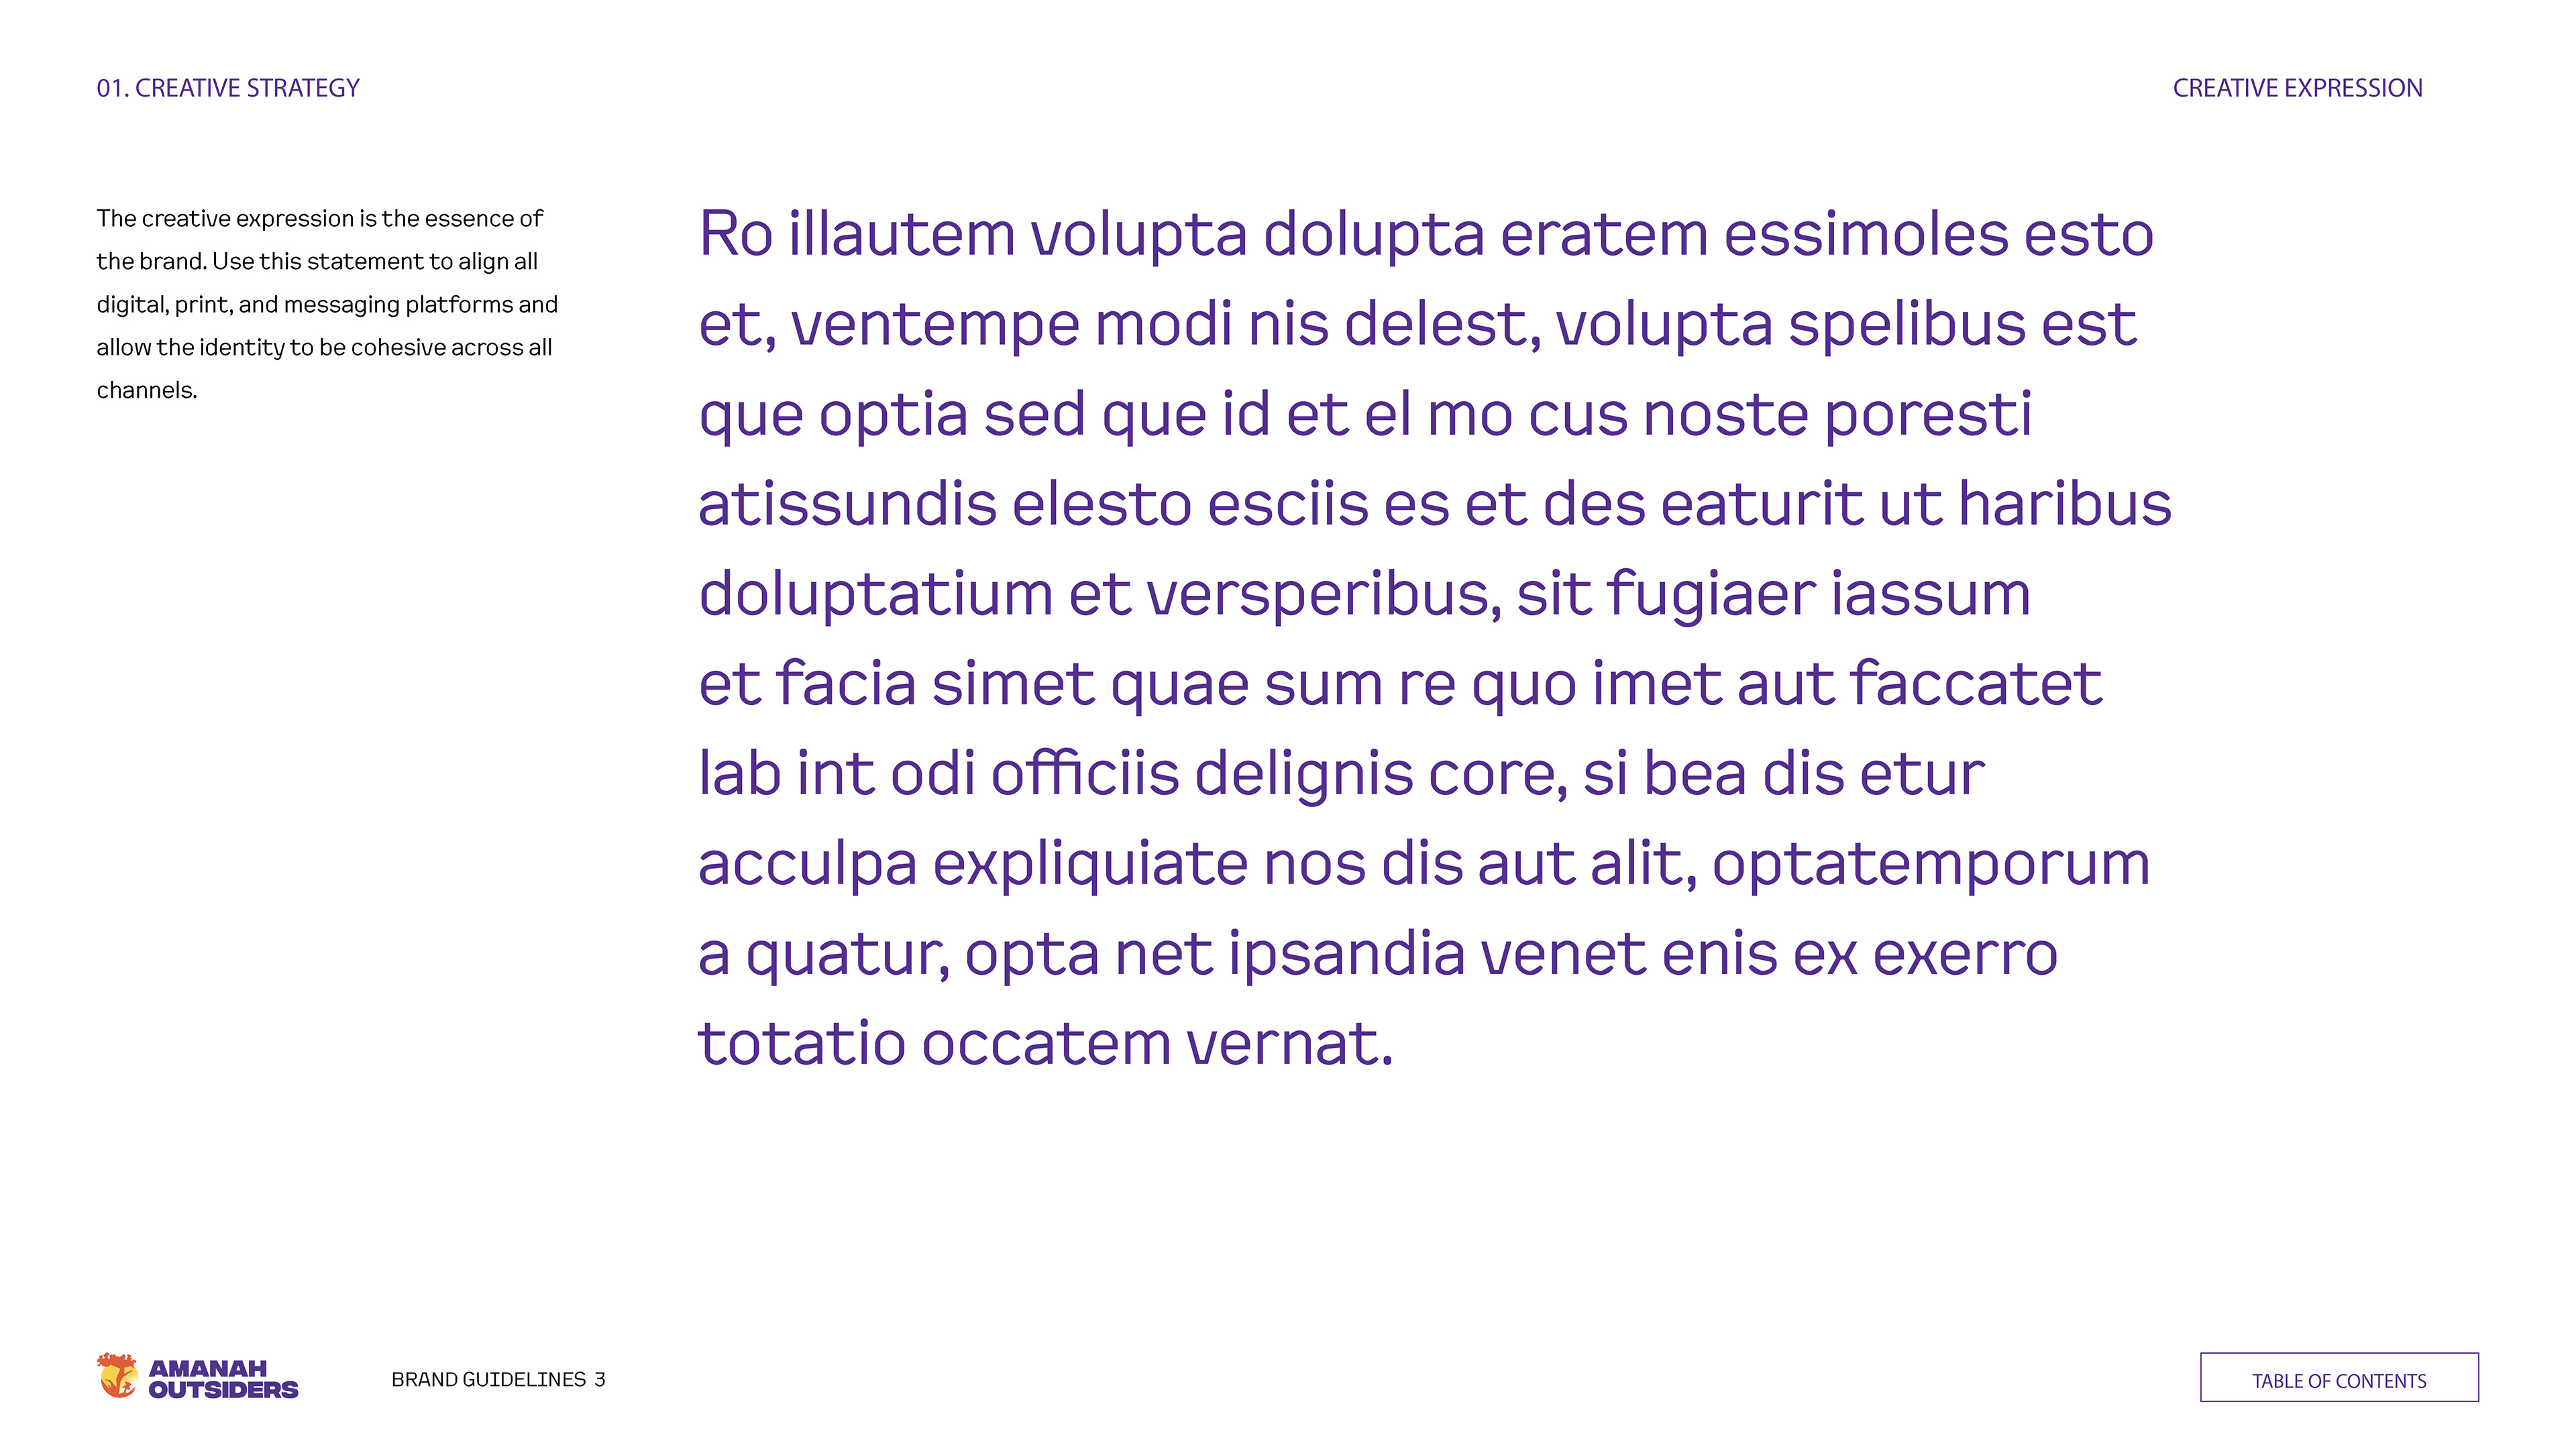 01. CREATIVE STRATEGY
CREATIVE EXPRESSION
The creative expression is the essence of
the brand. Use this statement to align all
digital, print, and messaging platforms and
allow the identity to be cohesive across all
channels.
Ro illautem volupta dolupta eratem essimoles esto
et, ventempe modi nis delest, volupta spelibus est
que optia sed que id et el mo cus noste poresti
atissundis elesto esciis es et des eaturit ut haribus
doluptatium et versperibus, sit fugiaer iassum
et facia simet quae sum re quo imet aut faccatet
lab int odi officiis delignis core, si bea dis etur
acculpa expliquiate nos dis aut alit, optatemporum
a quatur, opta net ipsandia venet enis ex exerro
totatio occatem vernat.
AMANAH
OUTSIDERS
BRAND GUIDELINES 3
TABLE OF CONTENTS